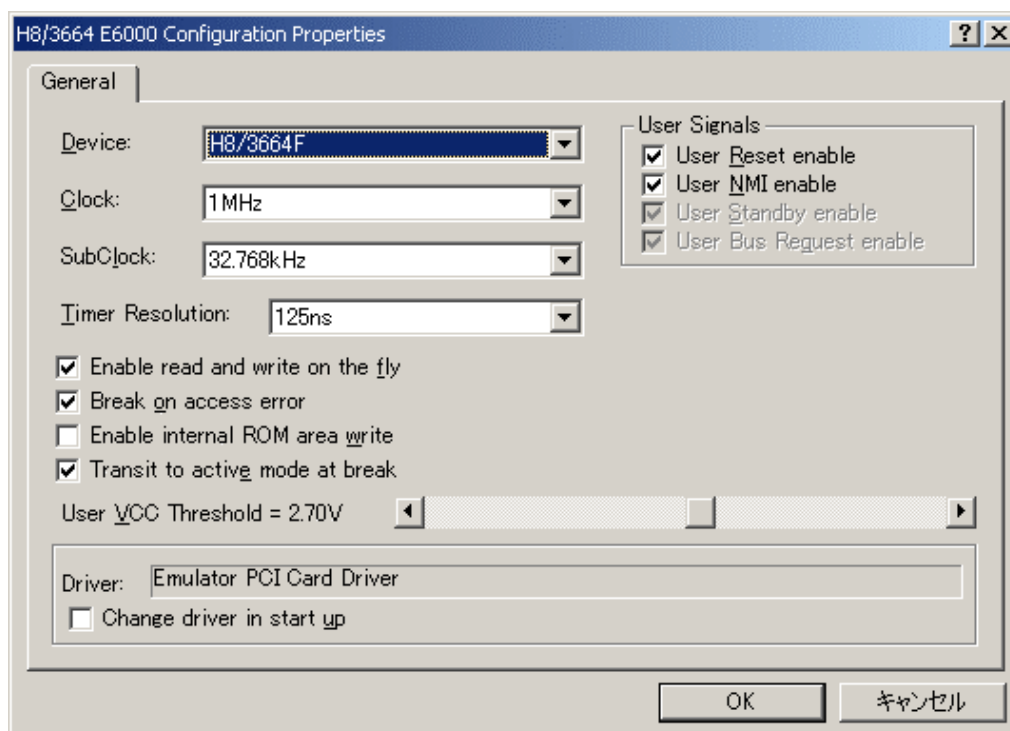 H8/3664 E6000 Configuration Properties
General
Device:
H8/3664F
Clock:
1MHz
SubClock:
32.768kHz
Timer Resolution:
125ns
User Signals
User Reset enable
User NMI enable
User Standby enable
User Bus Request enable
Enable read and write on the fly
Break on access error
Enable internal ROM area write
Transit to active mode at break
User VCC Threshold = 2.70V
Driver:
Emulator PCI Card Driver
Change driver in start up
OK
キャンセル